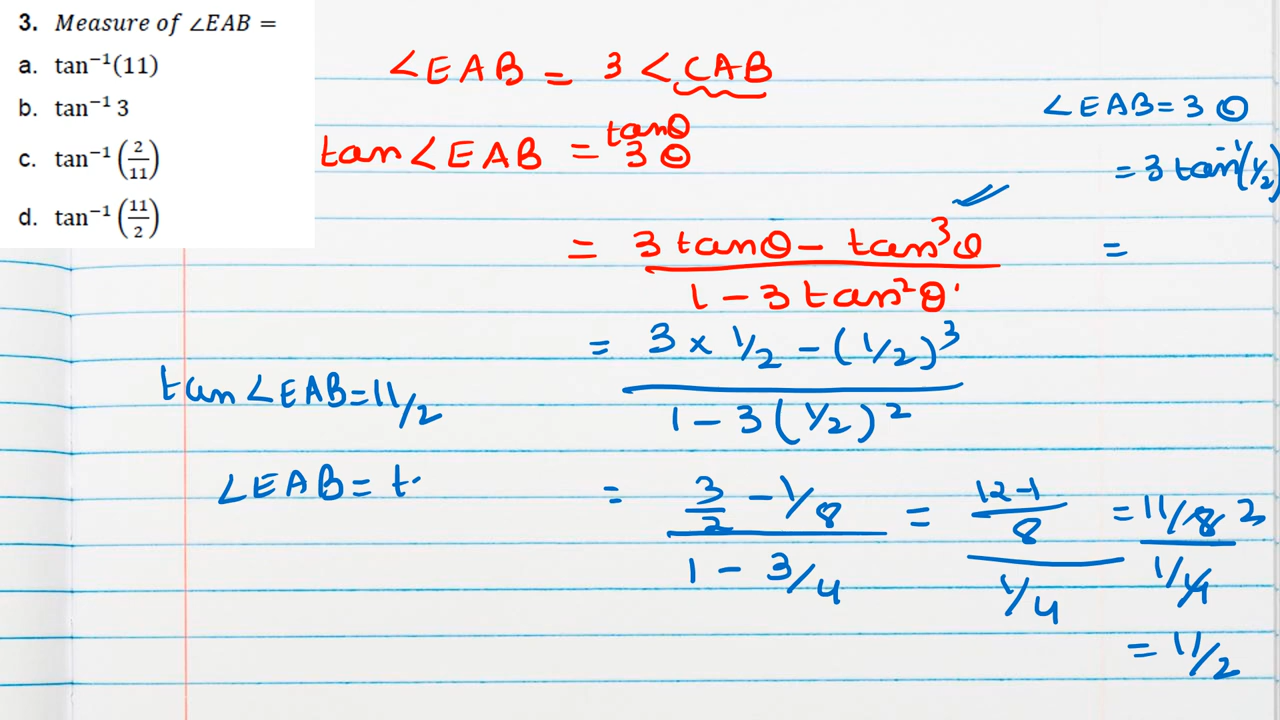 3. Measure of ∠EAB =
a. tan⁻¹(11)
b. tan⁻¹ 3
c. tan⁻¹ (2/11)
d. tan⁻¹ (11/2)
∠EAB = 3 <CAB
tan∠EAB = tanθ 3θ
= 3 tanθ − tan³θ / 1 − 3 tan²θ
∠EAB = 3θ
= 3 tan⁻¹(1/2)
=
= 3 × 1/2 − (1/2)³ / 1 − 3(1/2)²
tan∠EAB = 11/2
∠EAB = t
= 3/2 − 1/8 / 1 − 3/4 = 12-1/8 / 1/4 = 11/8 2 / 1/4
= 11/2